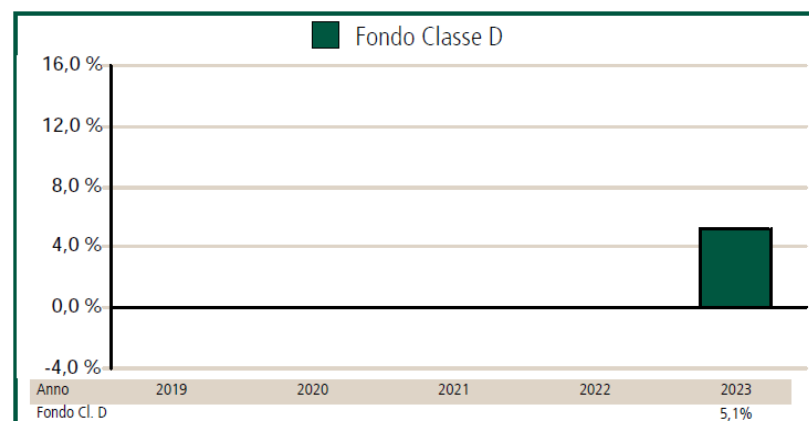 Fondo Classe D
16,0 %
12,0 %
8,0 %
4,0 %
0,0 %
-4,0 %
Anno 2019 2020 2021 2022 2023
Fondo Cl. D 5,1%